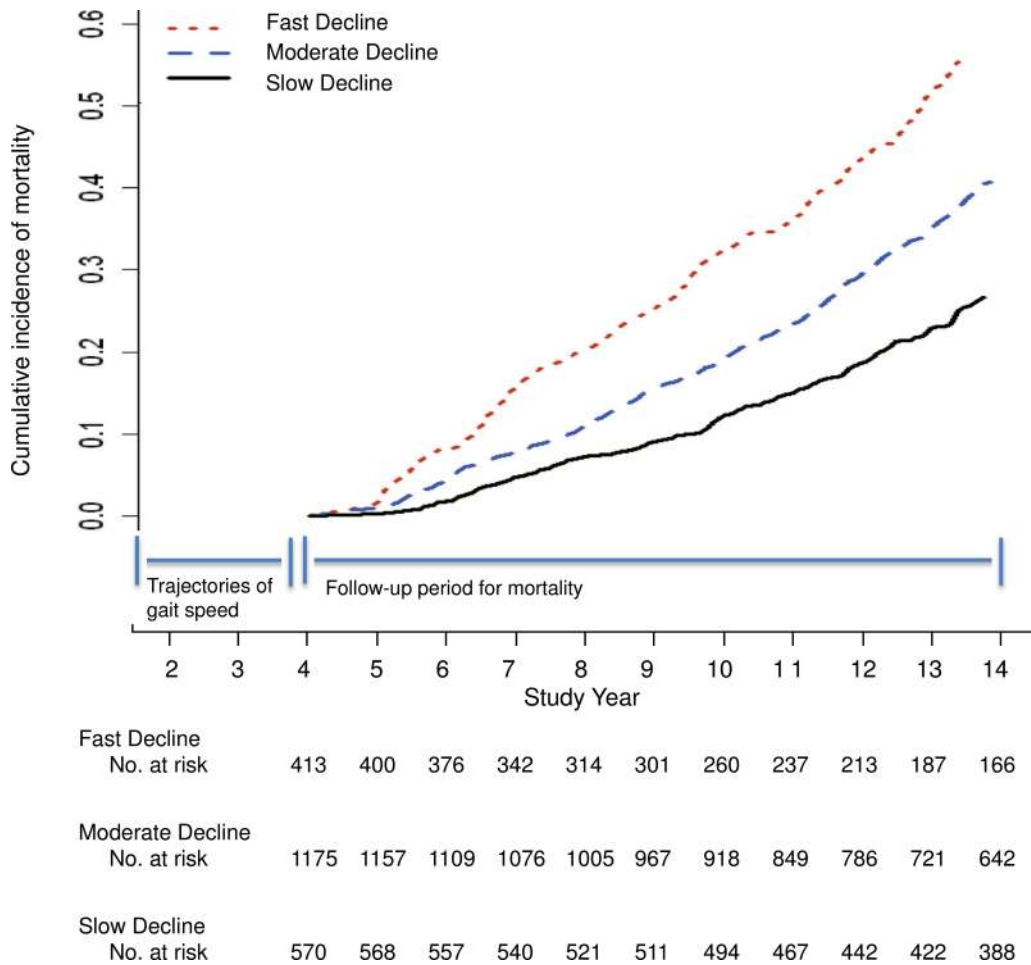 Fast Decline
Moderate Decline
Slow Decline
Cumulative incidence of mortality
0.6
0.5
0.4
0.3
0.2
0.1
0.0
Trajectories of
gait speed
Follow-up period for mortality
2 3 4 5 6 7 8 9 10 11 12 13 14
Study Year
Fast Decline
No. at risk 413 400 376 342 314 301 260 237 213 187 166
Moderate Decline
No. at risk 1175 1157 1109 1076 1005 967 918 849 786 721 642
Slow Decline
No. at risk 570 568 557 540 521 511 494 467 442 422 388